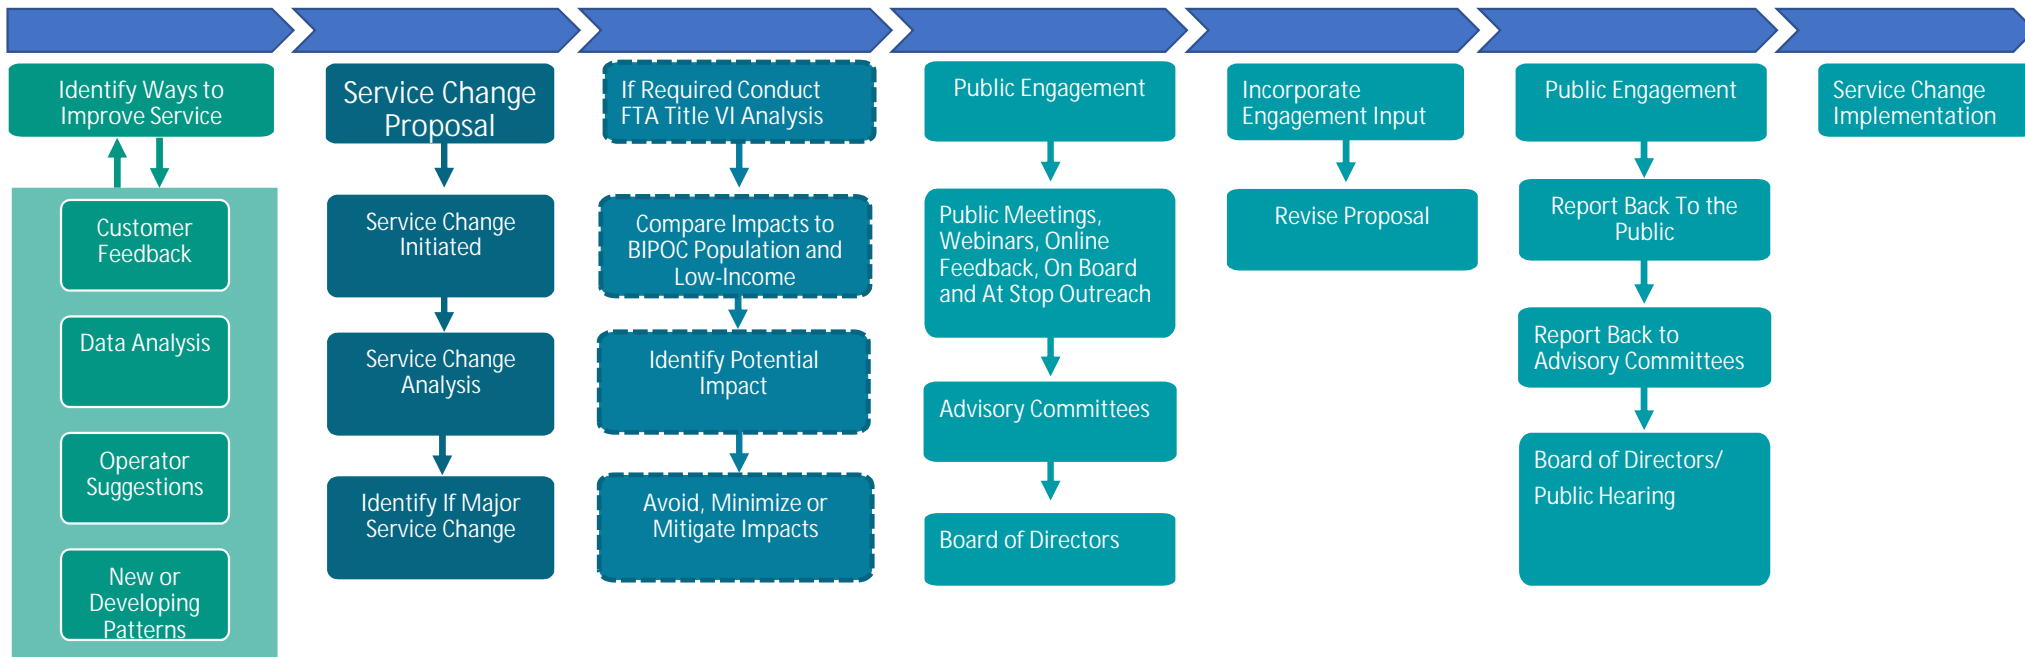 Identify Ways to
Improve Service
Customer
Feedback
Data Analysis
Operator
Suggestions
New or
Developing
Patterns
Service Change
Proposal
Service Change
Initiated
Service Change
Analysis
Identify If Major
Service Change
If Required Conduct
FTA Title VI Analysis
Compare Impacts to
BIPOC Population and
Low-Income
Identify Potential
Impact
Avoid, Minimize or
Mitigate Impacts
Public Engagement
Public Meetings,
Webinars, Online
Feedback, On Board
and At Stop Outreach
Advisory Committees
Board of Directors
Incorporate
Engagement Input
Revise Proposal
Public Engagement
Report Back To the
Public
Report Back to
Advisory Committees
Board of Directors/
Public Hearing
Service Change
Implementation